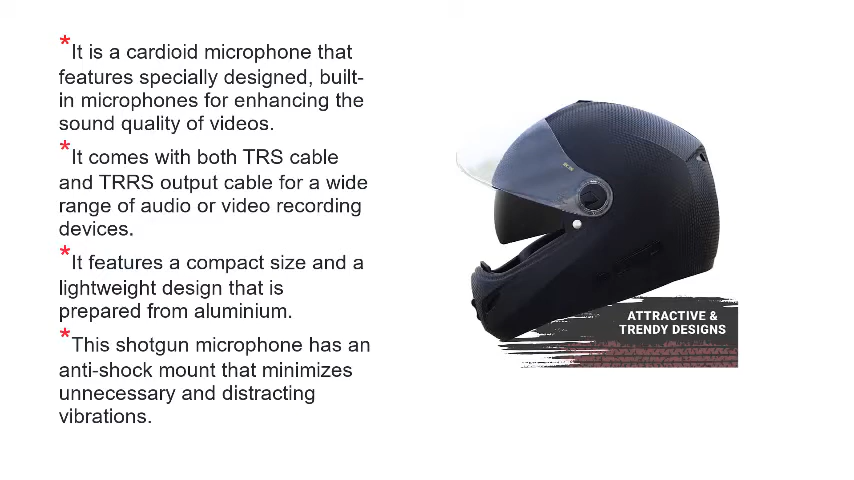 *It is a cardioid microphone that
features specially designed, built-
in microphones for enhancing the
sound quality of videos.
*It comes with both TRS cable
and TRRS output cable for a wide
range of audio or video recording
devices.
*It features a compact size and a
lightweight design that is
prepared from aluminium.
*This shotgun microphone has an
anti-shock mount that minimizes
unnecessary and distracting
vibrations.
ATTRACTIVE &
TRENDY DESIGNS